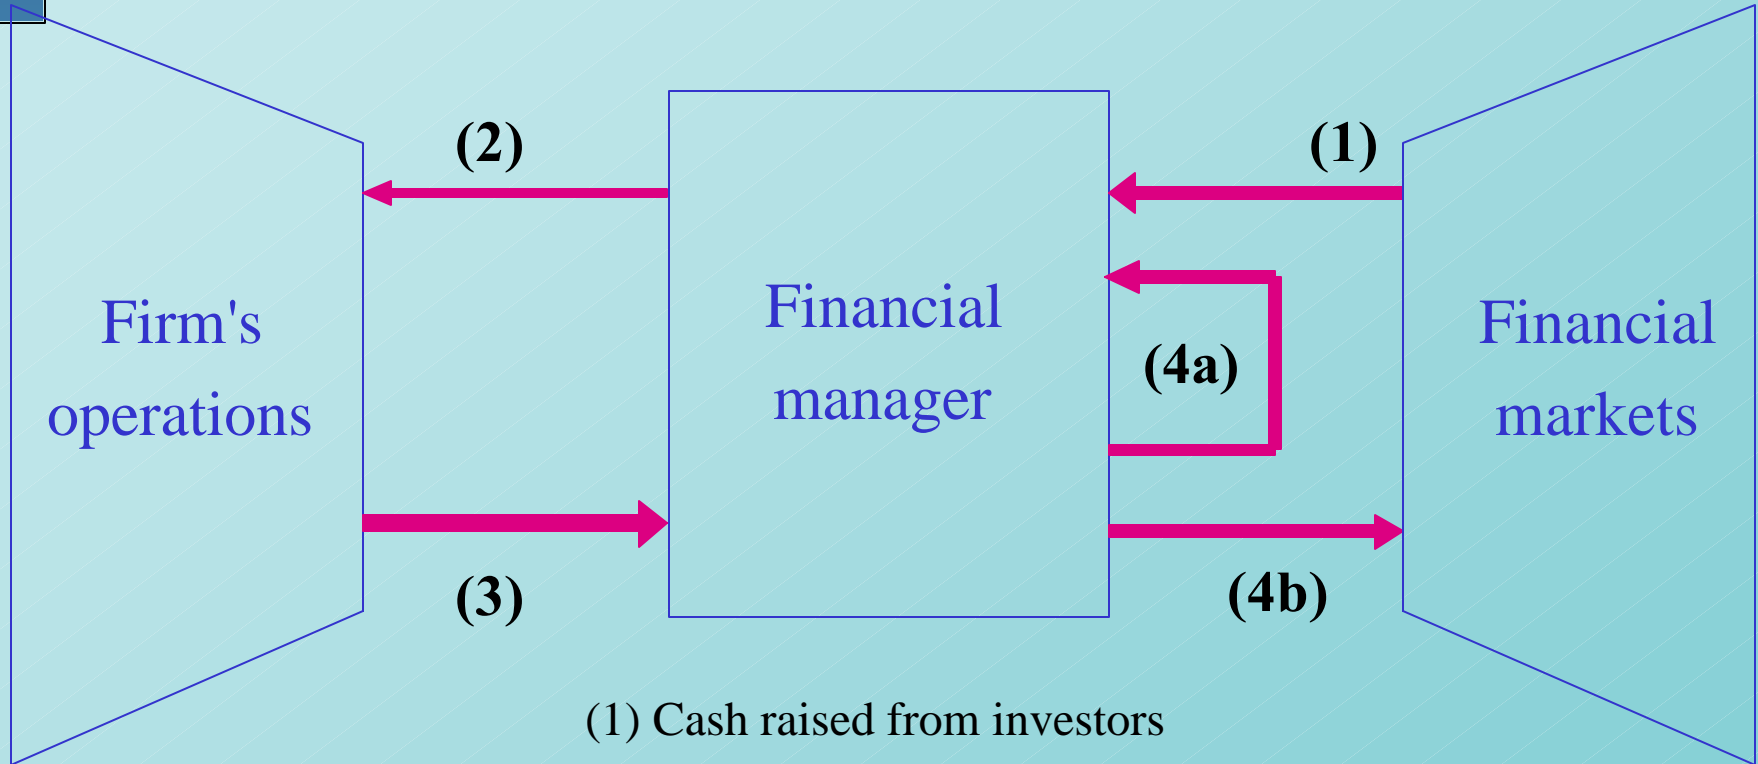 (2)
(1)
Firm's
operations
Financial
manager
(4a)
Financial
markets
(3)
(4b)
(1) Cash raised from investors